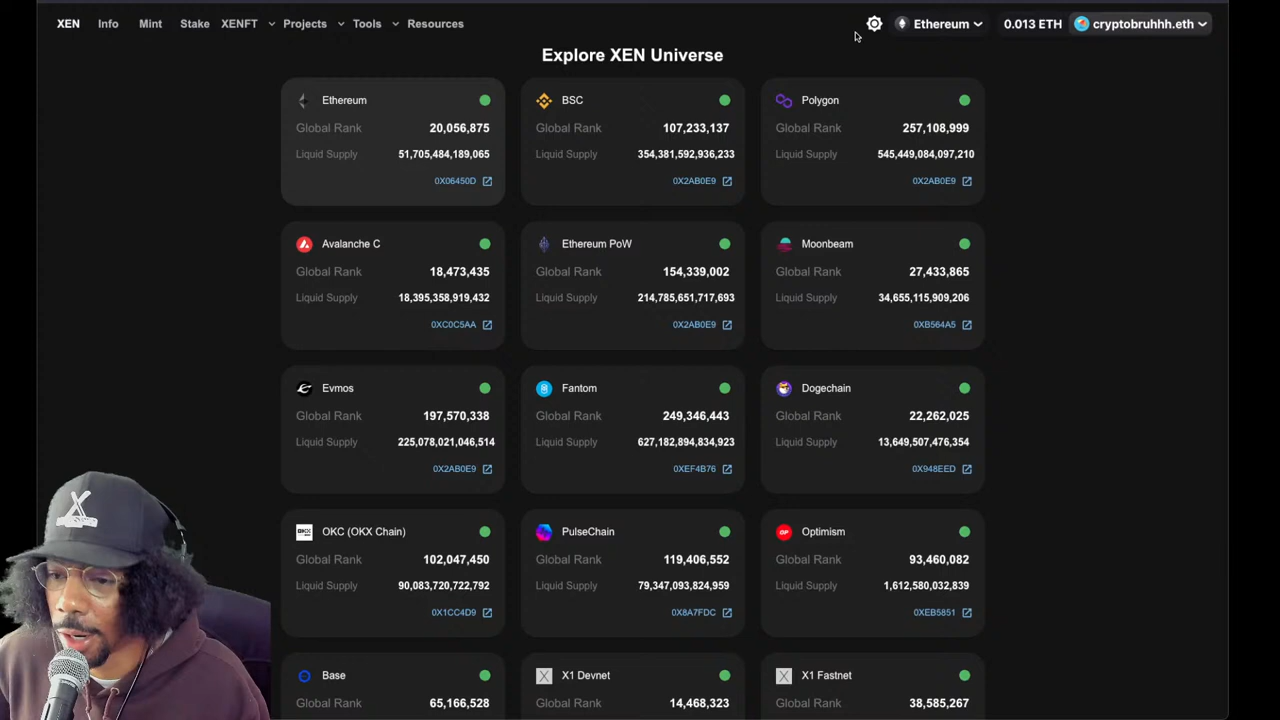 XEN Info Mint Stake XENFT Projects Tools Resources Ethereum 0.013 ETH cryptobruhhh.eth
Explore XEN Universe
Ethereum
Global Rank 20,056,875
Liquid Supply 51,705,484,189,065
0X06450D
BSC
Global Rank 107,233,137
Liquid Supply 354,381,592,936,233
0X2AB0E9
Polygon
Global Rank 257,108,999
Liquid Supply 545,449,084,097,210
0X2AB0E9
Avalanche C
Global Rank 18,473,435
Liquid Supply 18,395,358,919,432
0XC0C5AA
Ethereum PoW
Global Rank 154,339,002
Liquid Supply 214,785,651,717,693
0X2AB0E9
Moonbeam
Global Rank 27,433,865
Liquid Supply 34,655,115,909,206
0XB564A5
Evmos
Global Rank 197,570,338
Liquid Supply 225,078,021,046,514
0X2AB0E9
Fantom
Global Rank 249,346,443
Liquid Supply 627,182,894,834,923
0XEF4B76
Dogechain
Global Rank 22,262,025
Liquid Supply 13,649,507,476,354
0X948EED
OKX
OKC (OKX Chain)
Global Rank 102,047,450
Liquid Supply 90,083,720,722,792
0X1CC4D9
PulseChain
Global Rank 119,406,552
Liquid Supply 79,347,093,824,959
0X8A7FDC
OP
Optimism
Global Rank 93,460,082
Liquid Supply 1,612,580,032,839
0XEB5851
Base
Global Rank 65,166,528
X
X1 Devnet
Global Rank 14,468,323
X
X1 Fastnet
Global Rank 38,585,267
X